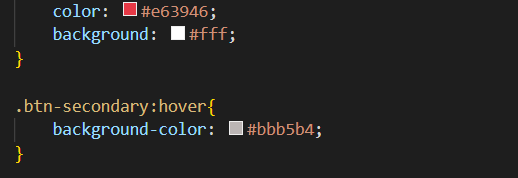 color: #e63946;
background: #fff;
}
.btn-secondary:hover{
background-color: #bbb5b4;
}